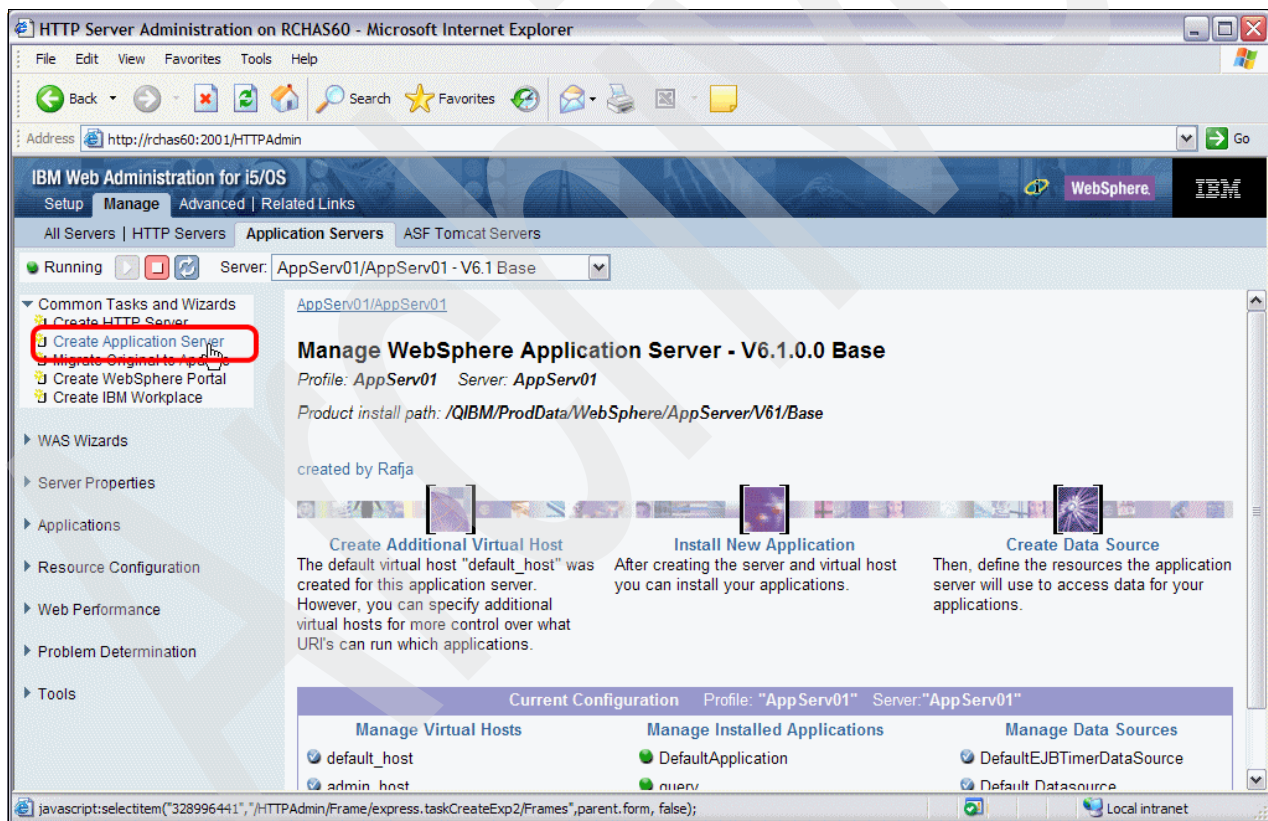 HTTP Server Administration on RCHAS60 - Microsoft Internet Explorer
File Edit View Favorites Tools Help
Back Search Favorites
Address http://rchas60:2001/HTTPAdmin Go
IBM Web Administration for i5/OS
WebSphere. IBM
Setup Manage Advanced | Related Links
All Servers | HTTP Servers Application Servers ASF Tomcat Servers
Running Server: AppServ01/AppServ01 - V6.1 Base
Common Tasks and Wizards
Create HTTP Server
Create Application Server
Migrate Original to
Create WebSphere Portal
Create IBM Workplace
WAS Wizards
Server Properties
Applications
Resource Configuration
Web Performance
Problem Determination
Tools
AppServ01/AppServ01
Manage WebSphere Application Server - V6.1.0.0 Base
Profile: AppServ01 Server: AppServ01
Product install path: /QIBM/ProdData/WebSphere/AppServer/V61/Base
created by Rafja
Create Additional Virtual Host
The default virtual host "default_host" was
created for this application server.
However, you can specify additional
virtual hosts for more control over what
URI's can run which applications.
Install New Application
After creating the server and virtual host
you can install your applications.
Create Data Source
Then, define the resources the application
server will use to access data for your
applications.
Current Configuration Profile: "AppServ01" Server:"AppServ01"
Manage Virtual Hosts
default_host
admin_host
Manage Installed Applications
DefaultApplication
query
Manage Data Sources
DefaultEJBTimerDataSource
Default Datasource
javascript:selectitem("328996441","/HTTPAdmin/Frame/express.taskCreateExp2/Frames",parent.form, false);
Local intranet